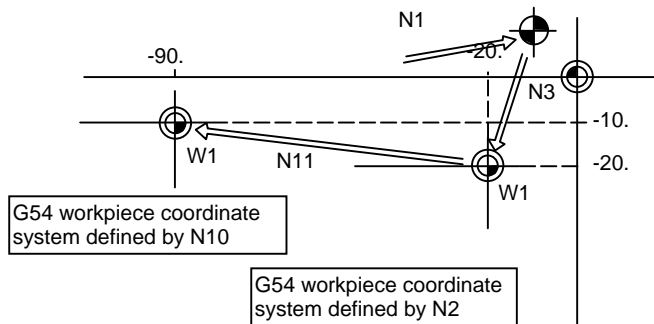 N1
-90.
-20.
N3
-10.
W1
N11
-20.
W1
G54 workpiece coordinate
system defined by N10
G54 workpiece coordinate
system defined by N2